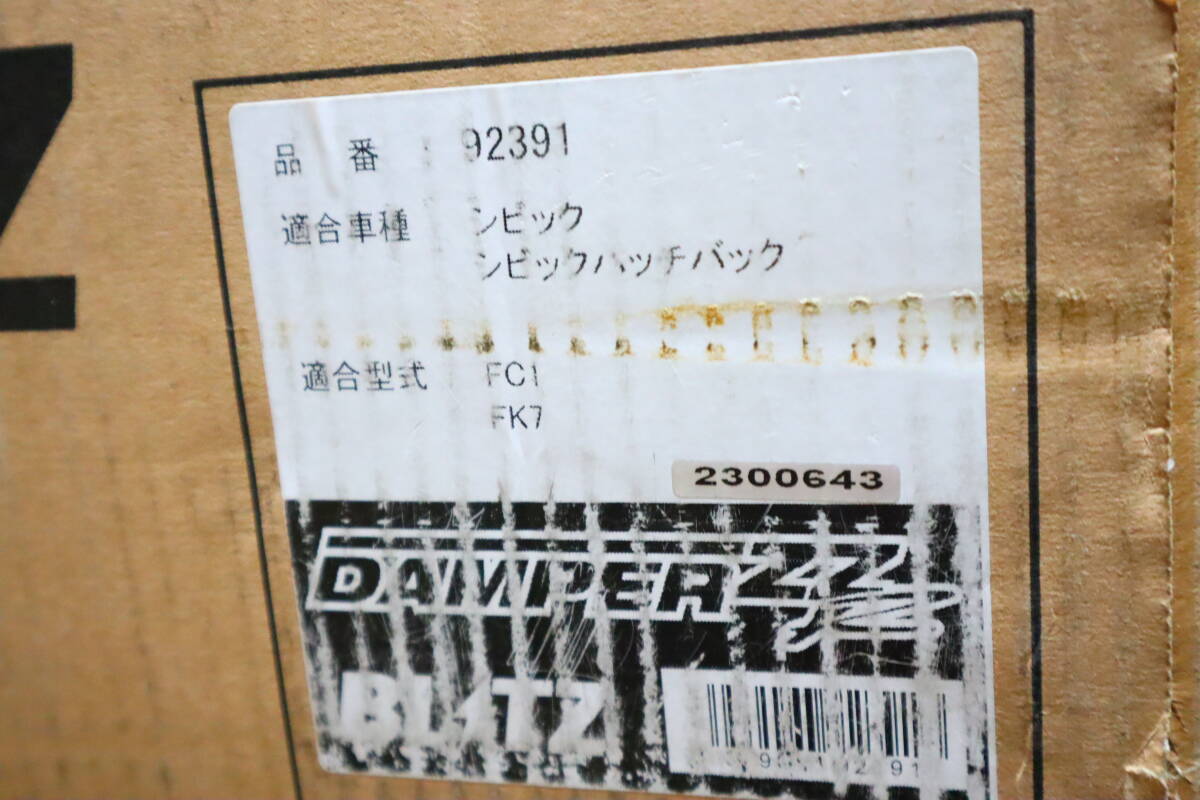 品番 : 92391
適合車種 シビック
シビックハッチバック
適合型式 FC1
FK7
2300643
DAMPER ZZ-R
BLITZ